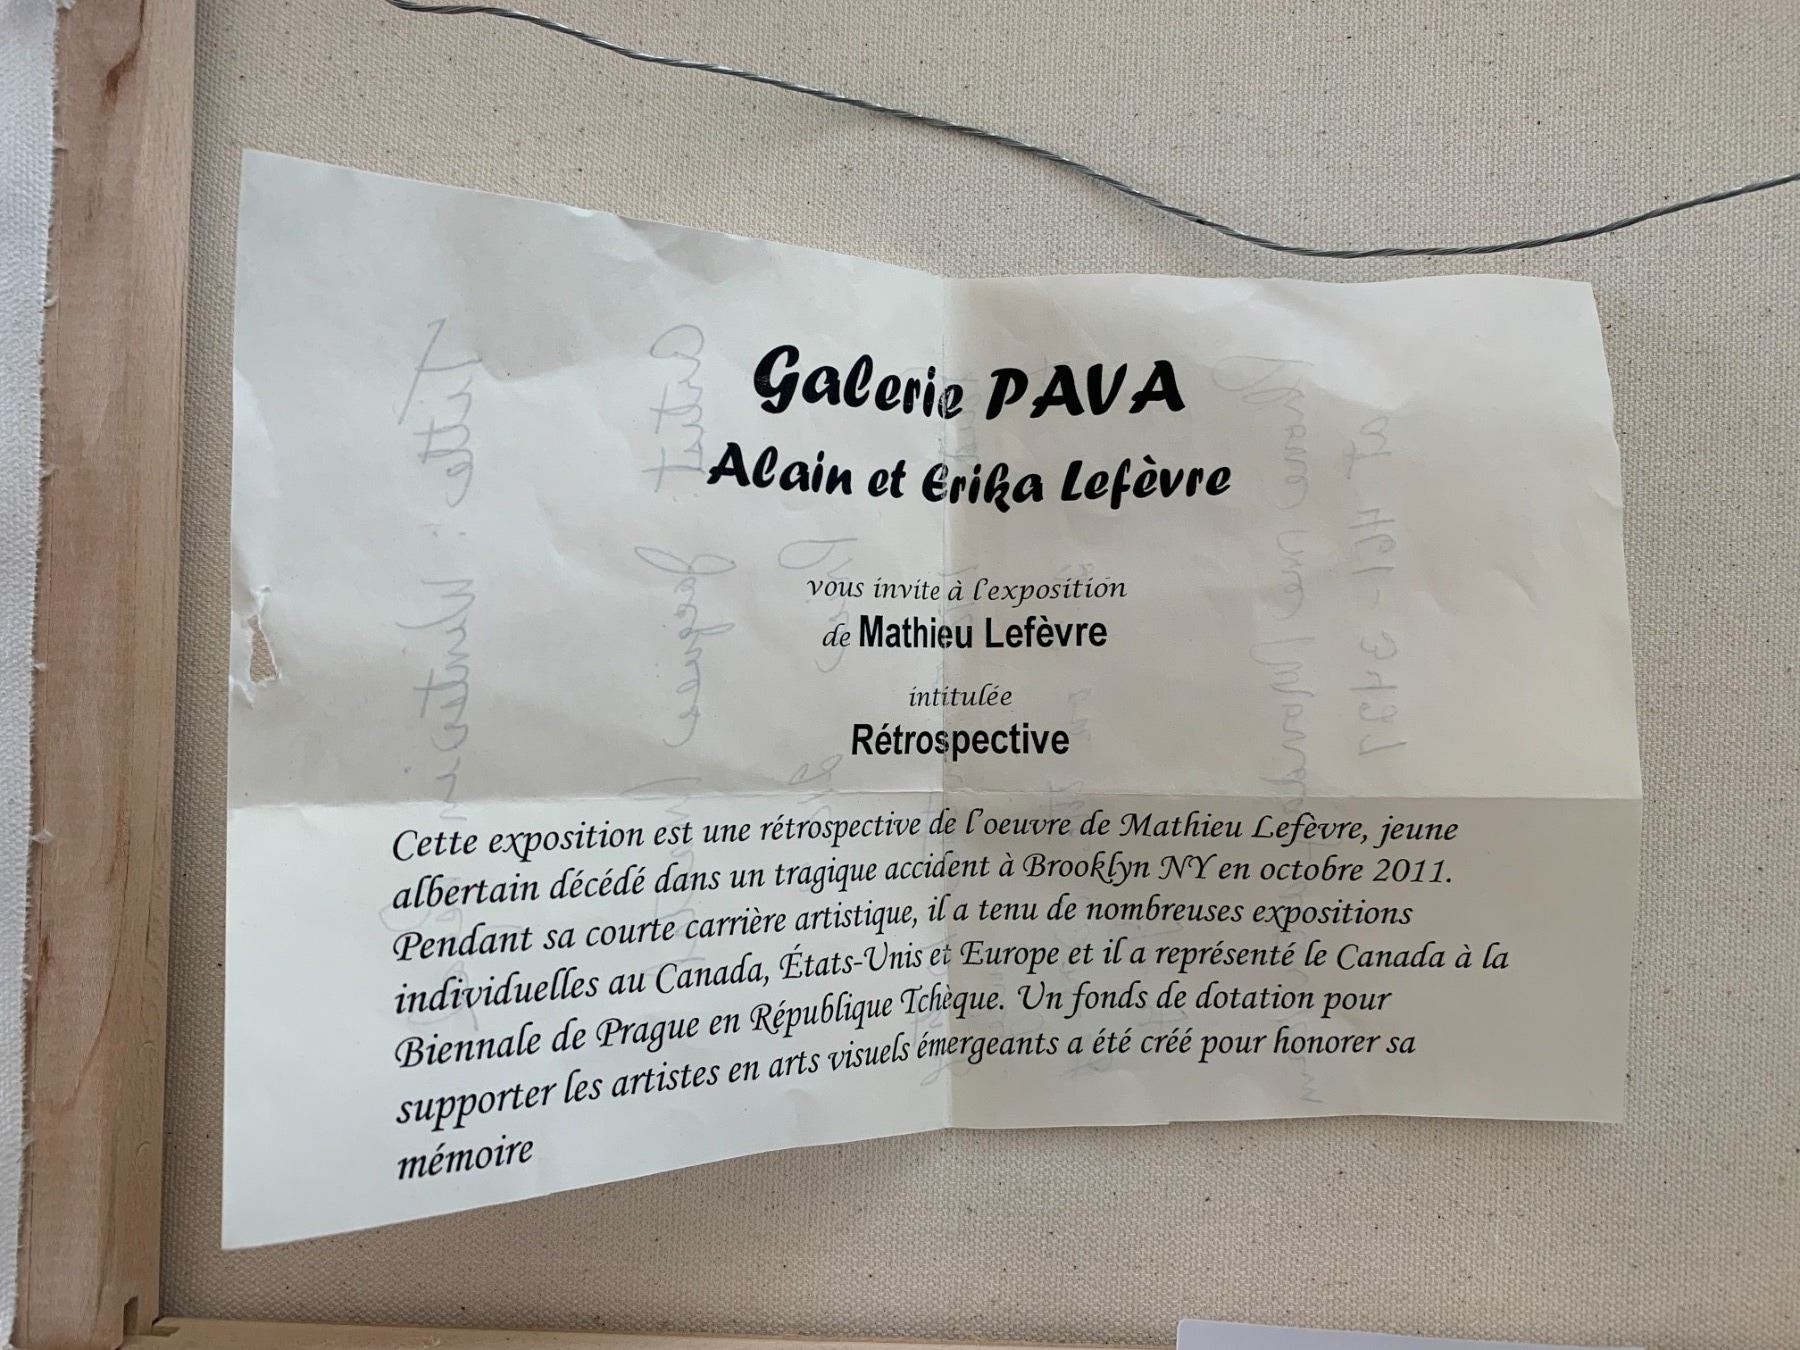 Galerie PAVA
Alain et Erika Lefèvre
vous invite à l'exposition
de Mathieu Lefèvre
intitulée
Rétrospective
Cette exposition est une rétrospective de l'oeuvre de Mathieu Lefèvre, jeune
albertain décédé dans un tragique accident à Brooklyn NY en octobre 2011.
Pendant sa courte carrière artistique, il a tenu de nombreuses expositions
individuelles au Canada, États-Unis et Europe et il a représenté le Canada à la
Biennale de Prague en République Tchèque. Un fonds de dotation pour
supporter les artistes en arts visuels émergeants a été créé pour honorer sa
mémoire